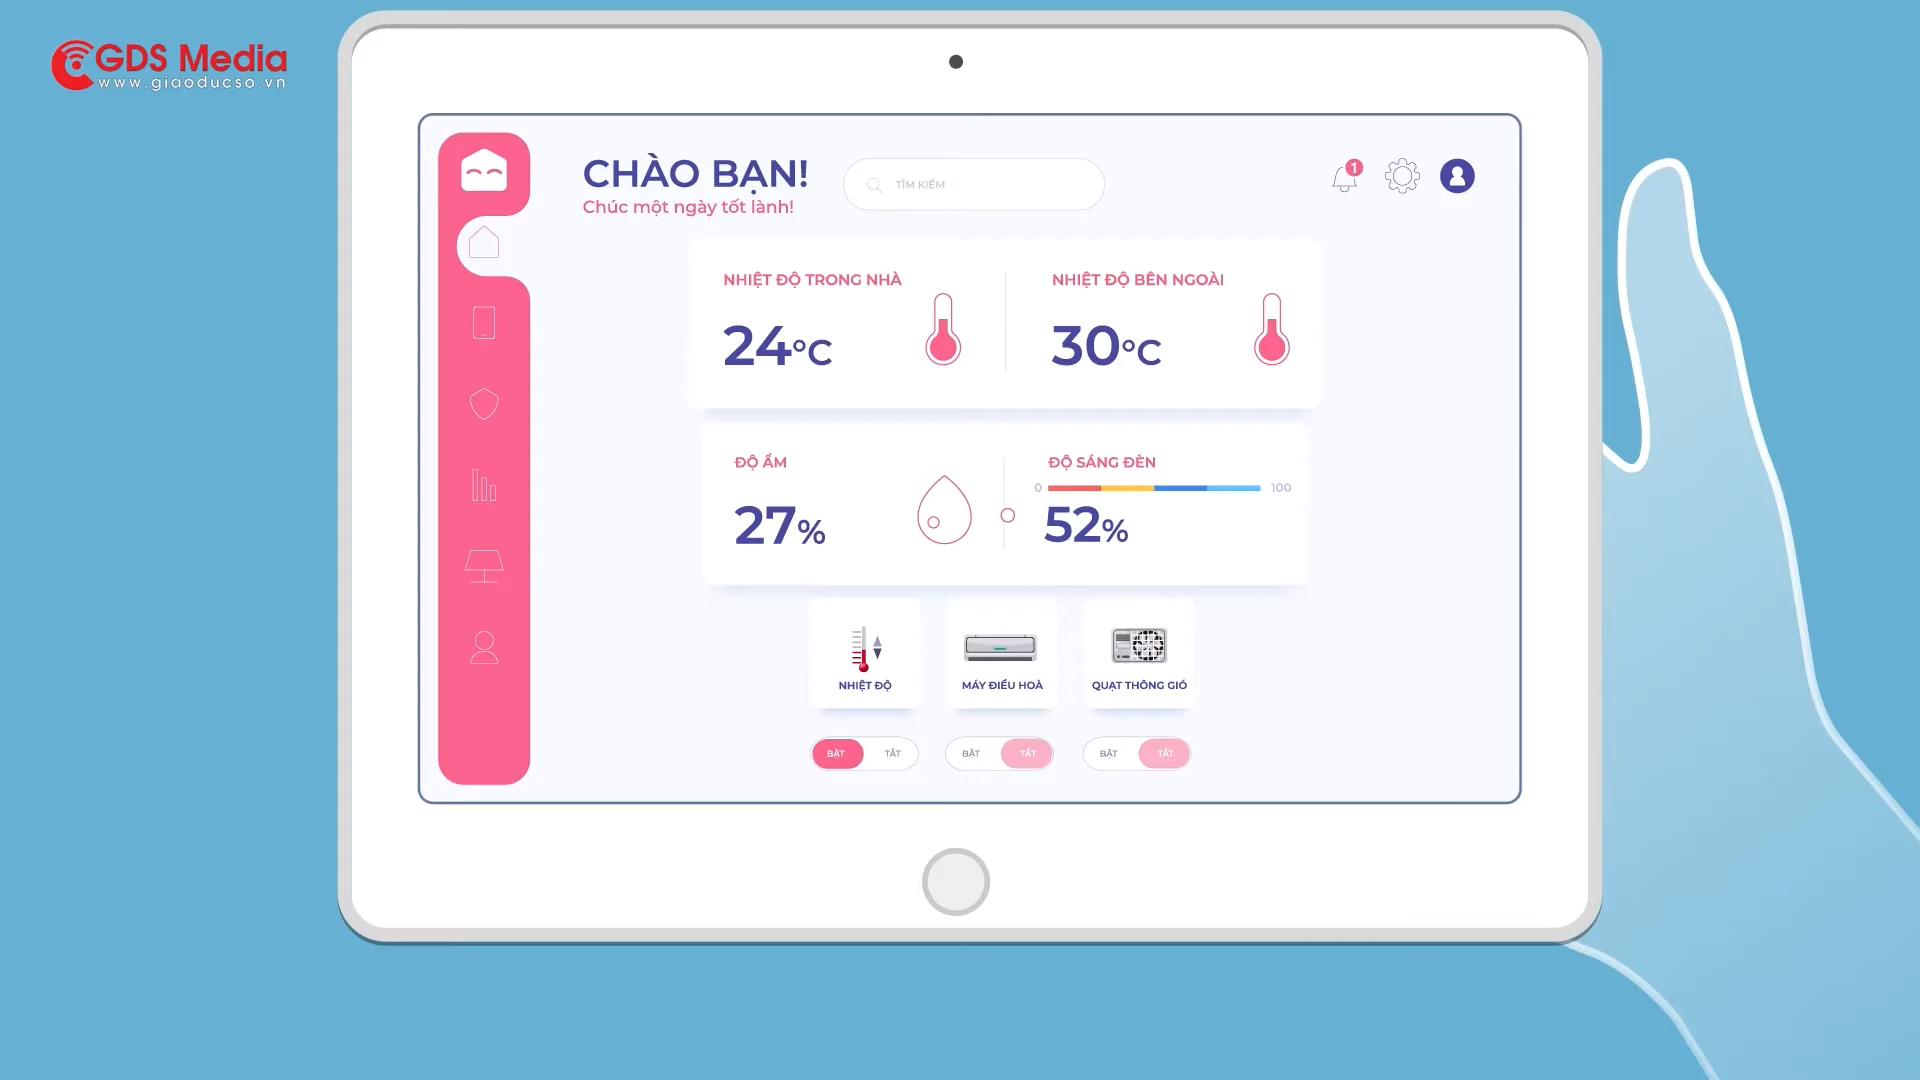 GDS Media
www.giaoducso.vn
CHÀO BẠN!
Chúc một ngày tốt lành!
TÌM KIẾM
1
NHIỆT ĐỘ TRONG NHÀ
24°C
NHIỆT ĐỘ BÊN NGOÀI
30°C
ĐỘ ẨM
27%
ĐỘ SÁNG ĐÈN
0
100
52%
NHIỆT ĐỘ
MÁY ĐIỀU HOÀ
QUẠT THÔNG GIÓ
BẬT TẮT
BẬT TẮT
BẬT TẮT